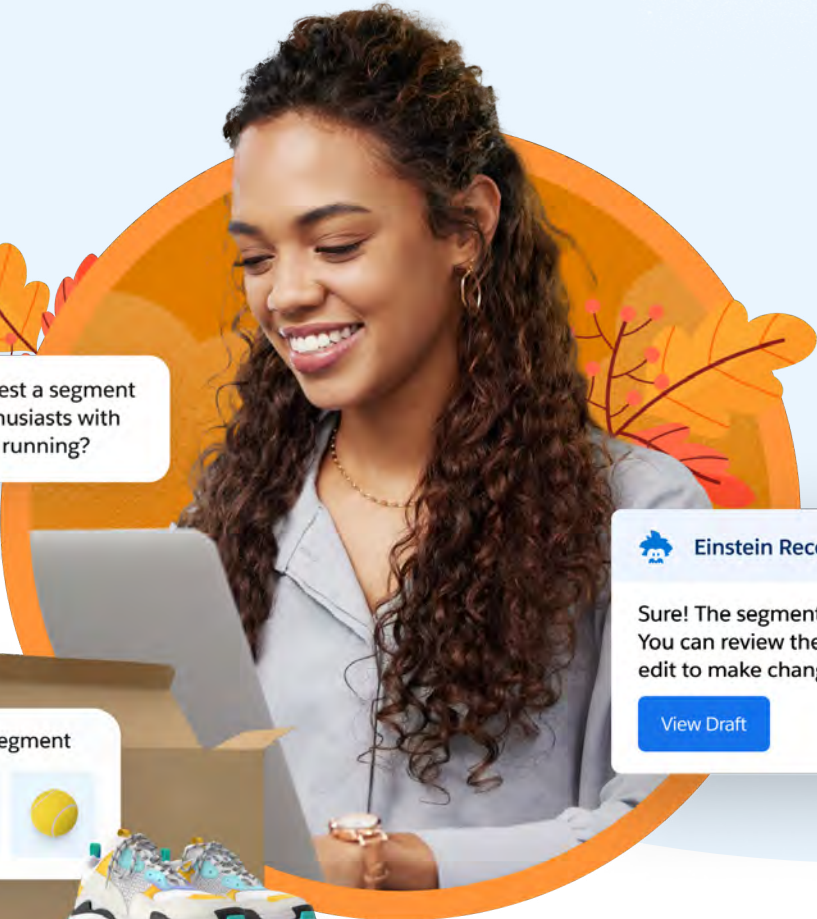 est a segment
husiasts with
running?
Einstein Reco
Sure! The segment
You can review the
edit to make chang
View Draft
egment